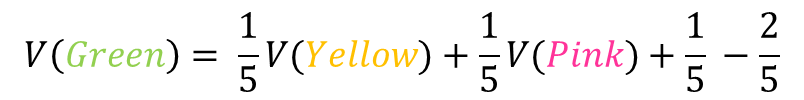 V(Green) = 1/5 V(Yellow) + 1/5 V(Pink) + 1/5 − 2/5